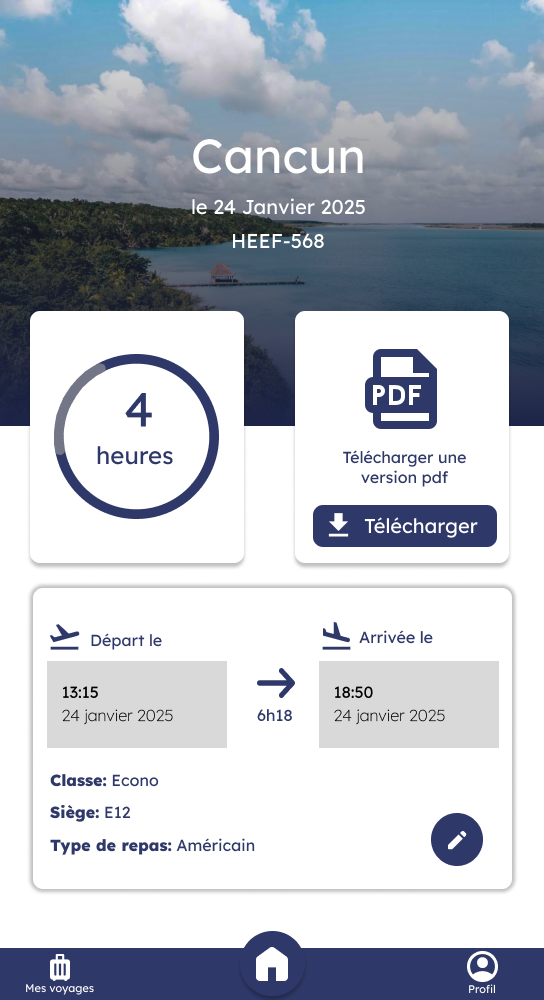 Cancun
le 24 Janvier 2025
HEEF-568
4
heures
PDF
Télécharger une
version pdf
Télécharger
Départ le
Arrivée le
13:15
24 janvier 2025
6h18
18:50
24 janvier 2025
Classe: Econo
Siège: E12
Type de repas: Américain
Mes voyages
Profil